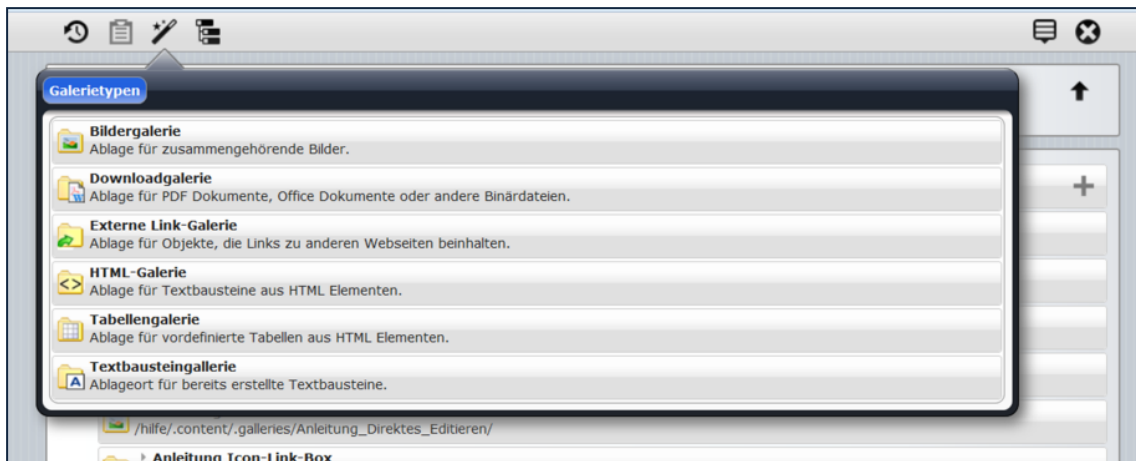 Galerietypen
Bildergalerie
Ablage für zusammengehörende Bilder.
Downloadgalerie
Ablage für PDF Dokumente, Office Dokumente oder andere Binärdateien.
Externe Link-Galerie
Ablage für Objekte, die Links zu anderen Webseiten beinhalten.
HTML-Galerie
Ablage für Textbausteine aus HTML Elementen.
Tabellengalerie
Ablage für vordefinierte Tabellen aus HTML Elementen.
Textbausteingallerie
Ablageort für bereits erstellte Textbausteine.
/hilfe/.content/.galleries/Anleitung_Direktes_Editieren/
Anleitung Icon-Link-Box